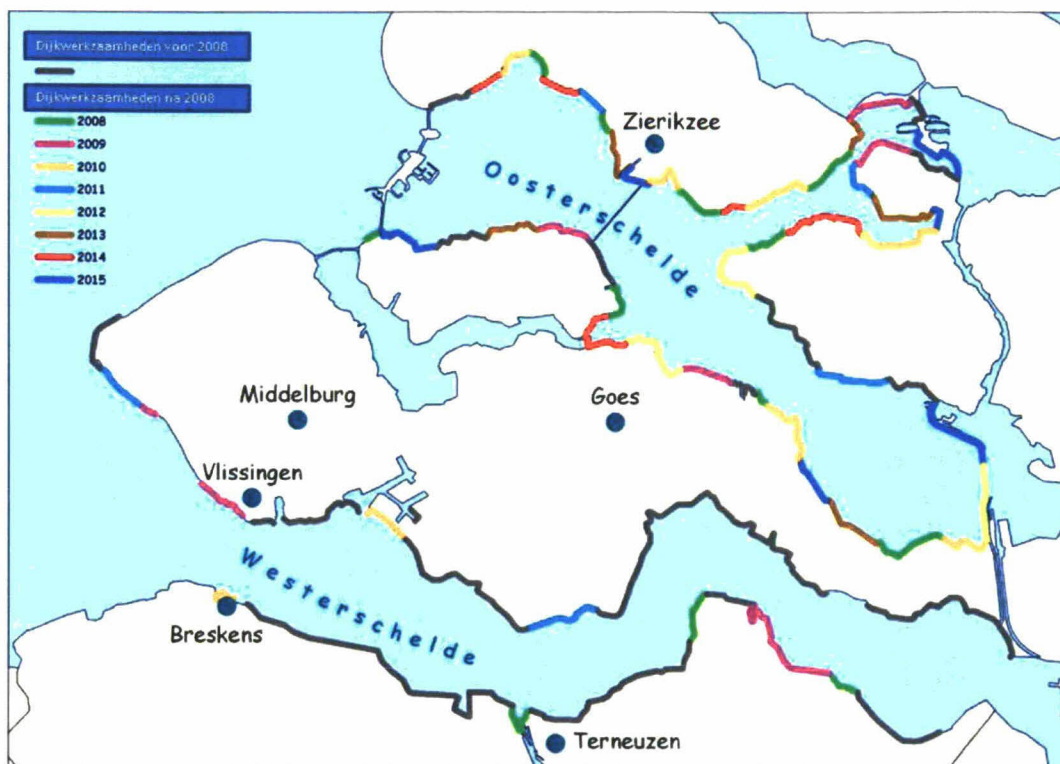 Dijkwerkzaamheden voor 2008
Dijkwerkzaamheden na 2008
2008
2009
2010
2011
2012
2013
2014
2015
Zierikzee
Oosterschelde
Middelburg
Goes
Vlissingen
Westerschelde
Breskens
Terneuzen